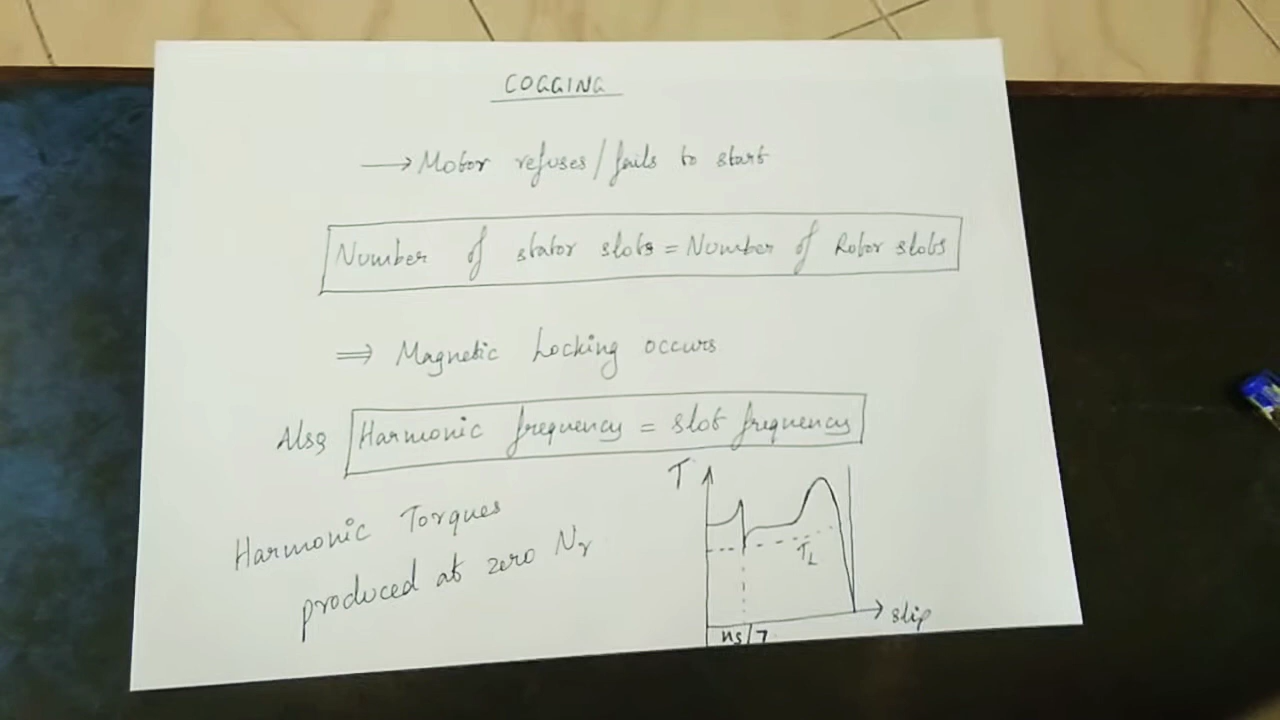 COGGING
→ Motor refuses/fails to start
Number of stator slots = Number of Rotor slots
⇒ Magnetic Locking occurs
Also Harmonic frequency = slot frequency
Harmonic Torques
produced at zero Nr
T
TL
slip
ns/7